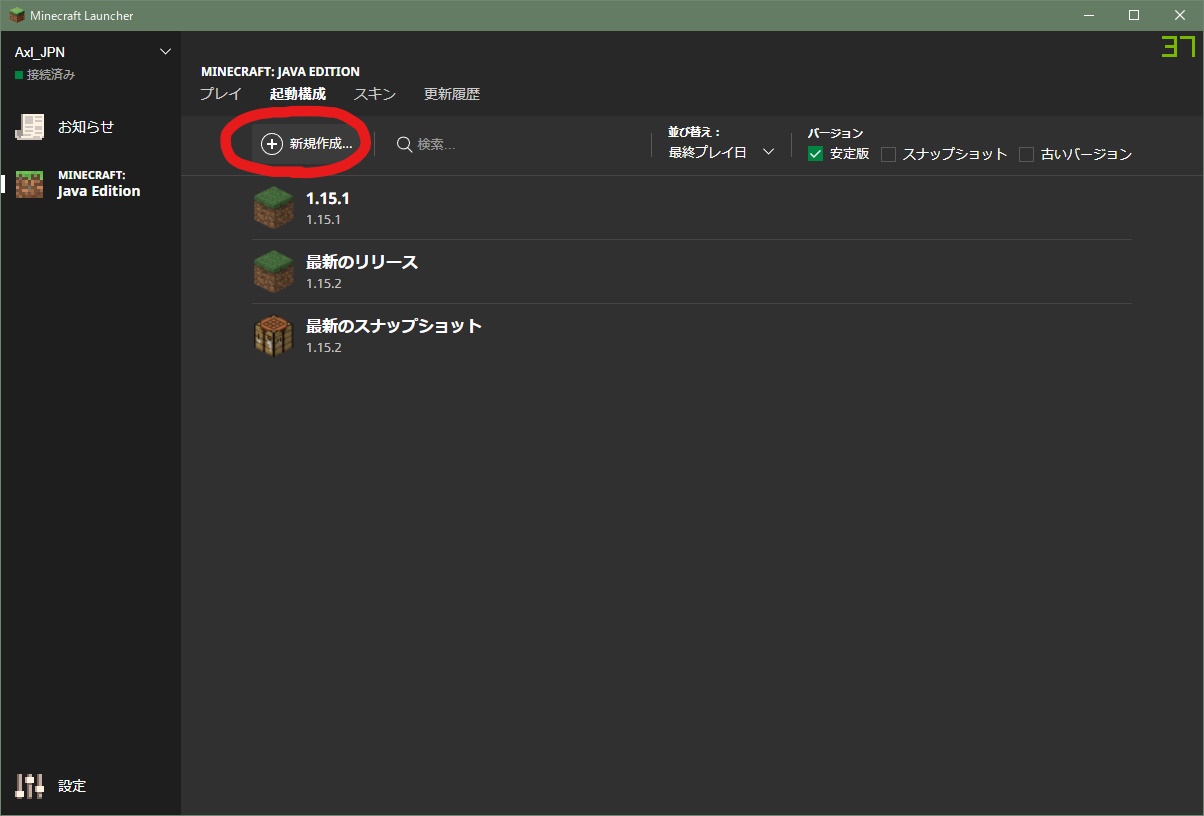 Minecraft Launcher
37
Axl_JPN
接続済み
お知らせ
MINECRAFT:
Java Edition
設定
MINECRAFT: JAVA EDITION
プレイ 起動構成 スキン 更新履歴
新規作成...
検索...
並び替え：
最終プレイ日
バージョン
安定版 スナップショット 古いバージョン
1.15.1
1.15.1
最新のリリース
1.15.2
最新のスナップショット
1.15.2